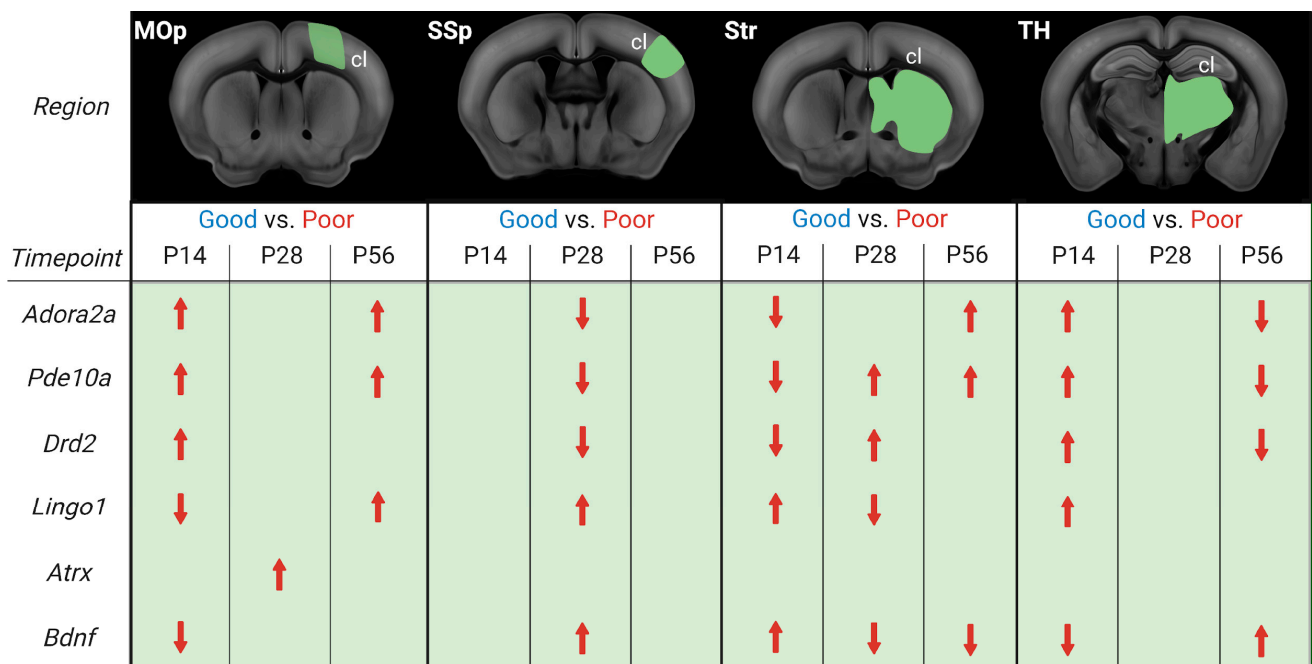 MOp SSp Str TH
cl cl cl cl
Region
Good vs. Poor Good vs. Poor Good vs. Poor Good vs. Poor
Timepoint P14 P28 P56 P14 P28 P56 P14 P28 P56 P14 P28 P56
Adora2a
Pde10a
Drd2
Lingo1
Atrx
Bdnf